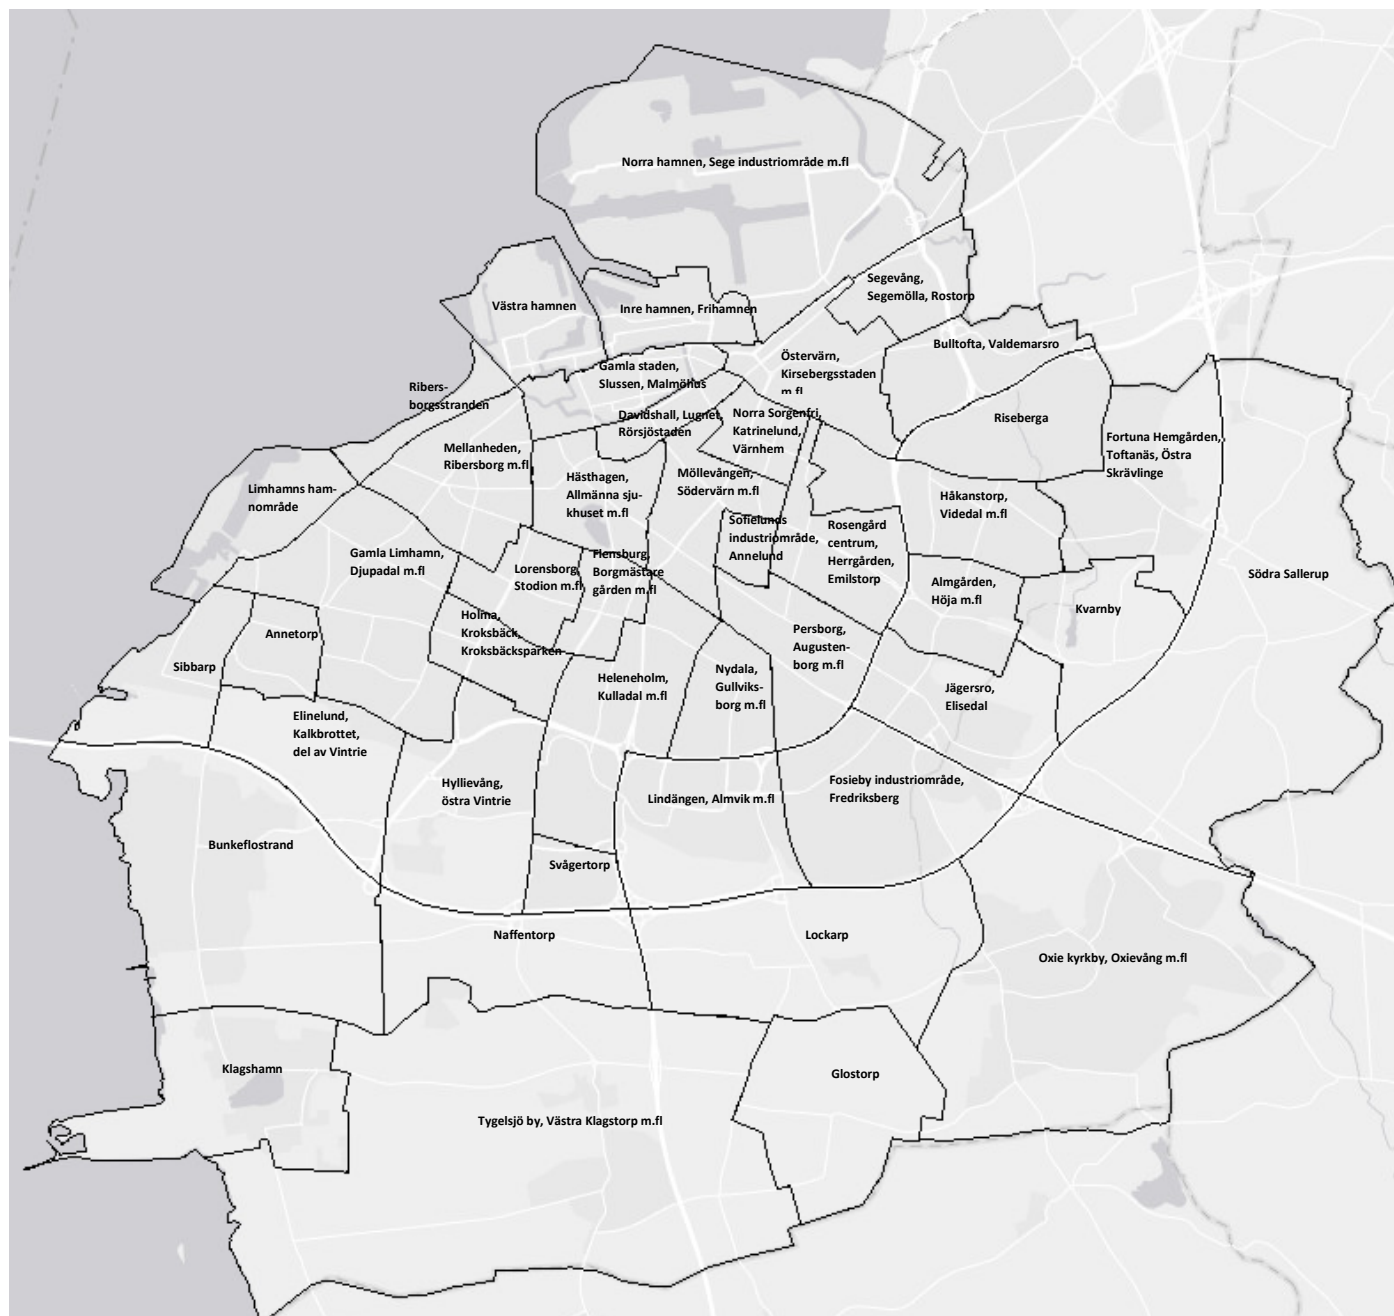 Norra hamnen, Sege industriområde m.fl
Segevång,
Segemölla, Rostorp
Västra hamnen
Inre hamnen, Frihamnen
Bulltofta, Valdemarsro
Östervärn,
Kirsebergsstaden
m.fl
Gamla staden,
Slussen, Malmöhus
Ribers-
borgsstranden
Davidshall, Lugnet,
Rörsjöstaden
Norra Sorgenfri,
Katrinelund,
Värnhem
Riseberga
Fortuna Hemgården,
Toftanäs, Östra
Skrävlinge
Mellanheden,
Ribersborg m.fl
Hästhagen,
Allmänna sju-
khuset m.fl
Möllevången,
Södervärn m.fl
Limhamns ham-
nområde
Håkanstorp,
Videdal m.fl
Sofielunds
industriområde,
Annelund
Rosengård
centrum,
Herrgården,
Emilstorp
Gamla Limhamn,
Djupadal m.fl
Lorensborg,
Stodion m.fl
Flensburg,
Borgmästare
gården m.fl
Almgården,
Höja m.fl
Södra Sallerup
Kvarnby
Annetorp
Holma,
Kroksbäck,
Kroksbäcksparken
Persborg,
Augusten-
borg m.fl
Sibbarp
Heleneholm,
Kulladal m.fl
Nydala,
Gullviks-
borg m.fl
Jägersro,
Elisedal
Elinelund,
Kalkbrottet,
del av Vintrie
Hyllievång,
östra Vintrie
Lindängen, Almvik m.fl
Fosieby industriområde,
Fredriksberg
Bunkeflostrand
Svågertorp
Naffentorp
Lockarp
Oxie kyrkby, Oxievång m.fl
Klagshamn
Glostorp
Tygelsjö by, Västra Klagstorp m.fl